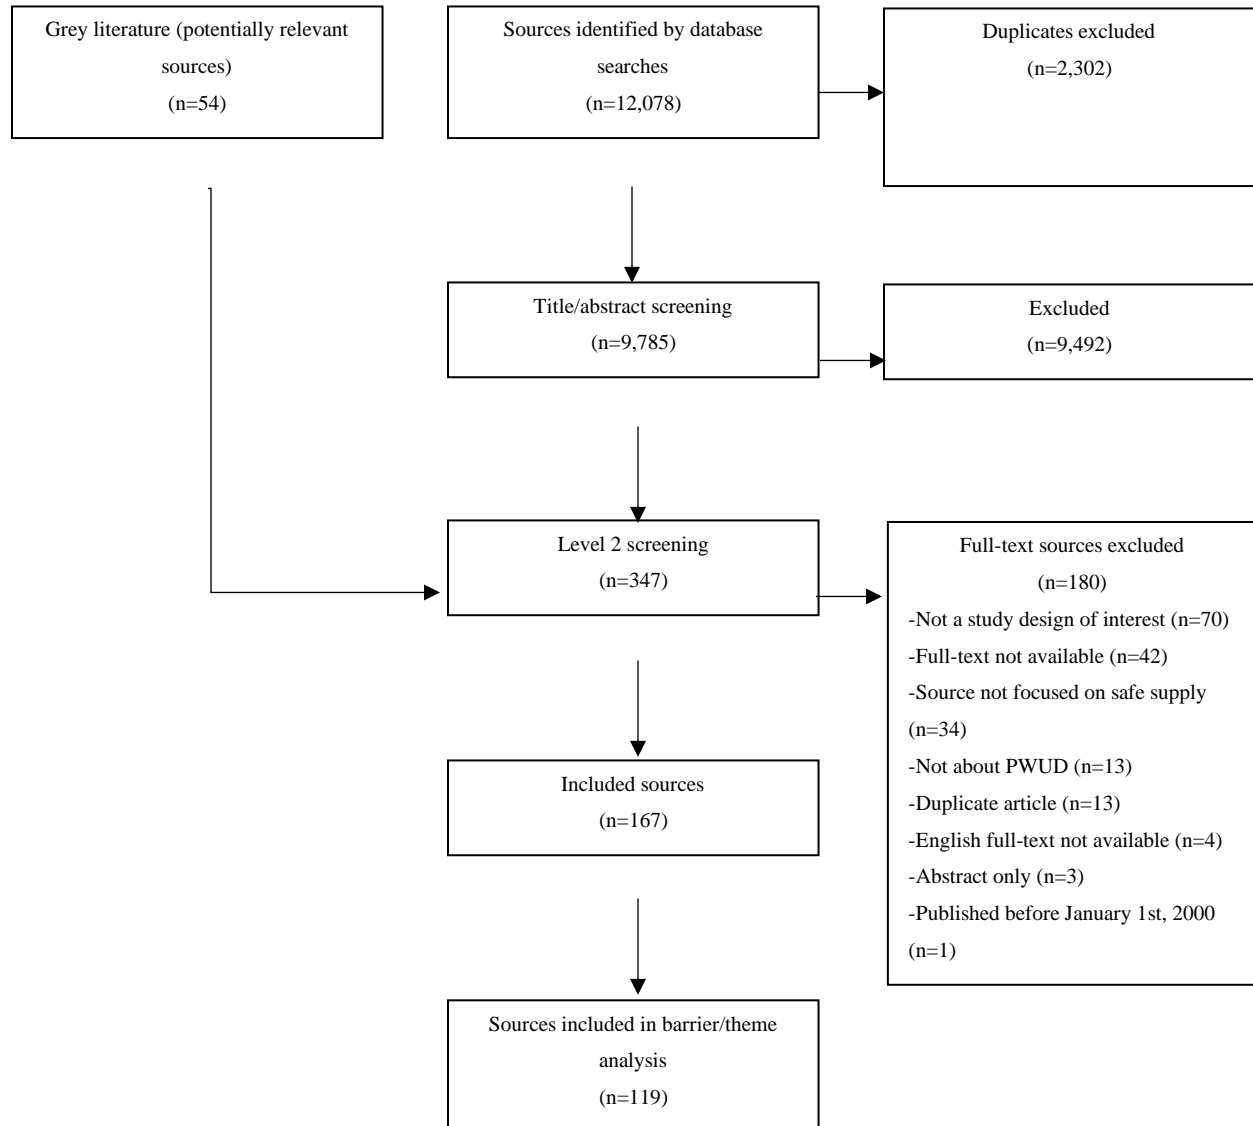 Grey literature (potentially relevant
sources)
(n=54)
Sources identified by database
searches
(n=12,078)
Duplicates excluded
(n=2,302)
Title/abstract screening
(n=9,785)
Excluded
(n=9,492)
Level 2 screening
(n=347)
Full-text sources excluded
(n=180)
-Not a study design of interest (n=70)
-Full-text not available (n=42)
-Source not focused on safe supply
(n=34)
-Not about PWUD (n=13)
-Duplicate article (n=13)
-English full-text not available (n=4)
-Abstract only (n=3)
-Published before January 1st, 2000
(n=1)
Included sources
(n=167)
Sources included in barrier/theme
analysis
(n=119)